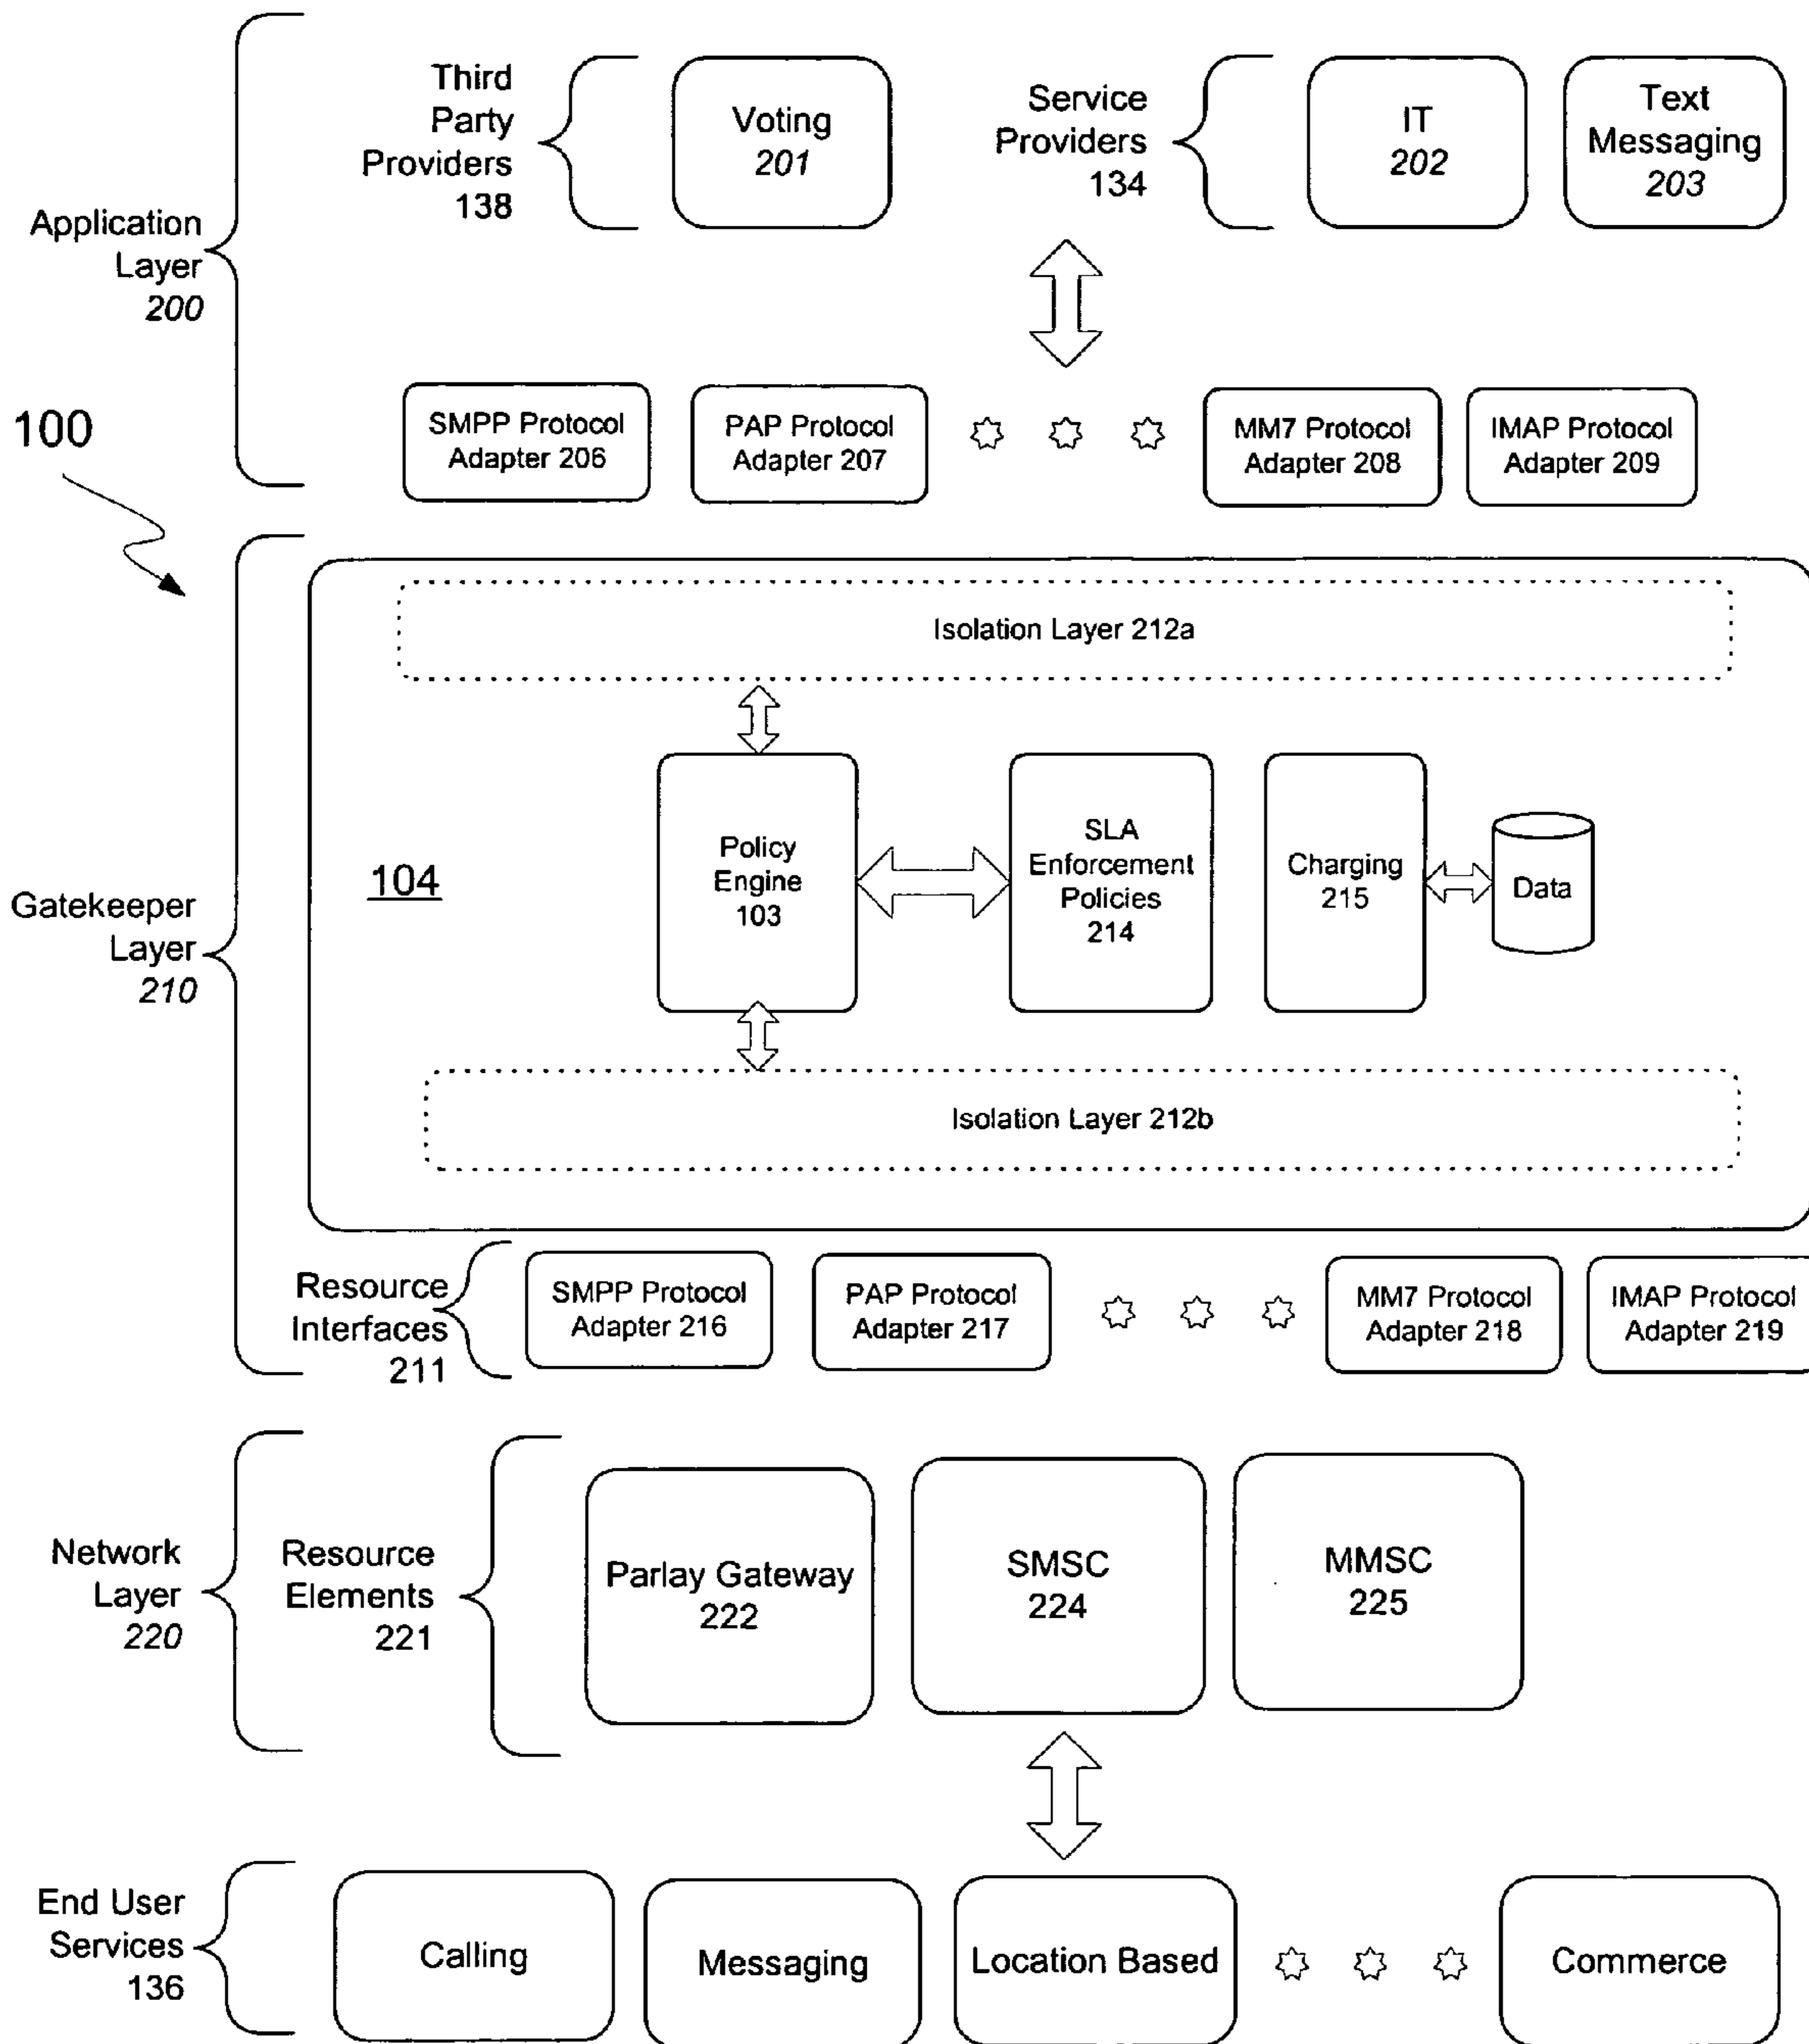 Third
Party
Providers
138
Voting
201
Service
Providers
134
IT
202
Text
Messaging
203
Application
Layer
200
100
SMPP Protocol
Adapter 206
PAP Protocol
Adapter 207
MM7 Protocol
Adapter 208
IMAP Protocol
Adapter 209
Gatekeeper
Layer
210
Isolation Layer 212a
104
Policy
Engine
103
SLA
Enforcement
Policies
214
Charging
215
Data
Isolation Layer 212b
Resource
Interfaces
211
SMPP Protocol
Adapter 216
PAP Protocol
Adapter 217
MM7 Protocol
Adapter 218
IMAP Protocol
Adapter 219
Network
Layer
220
Resource
Elements
221
Parlay Gateway
222
SMSC
224
MMSC
225
End User
Services
136
Calling
Messaging
Location Based
Commerce